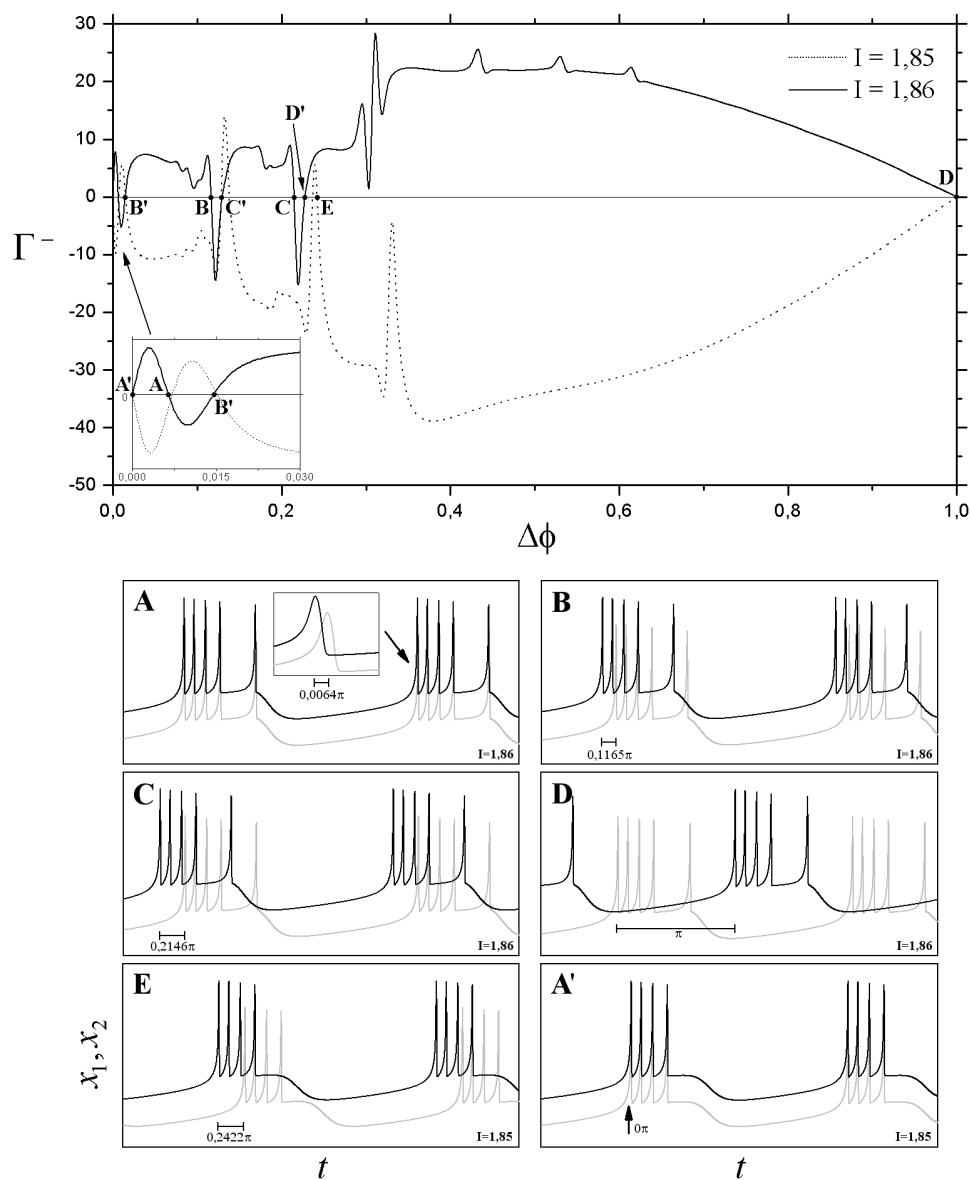 30
20
10
0
-10
-20
-30
-40
-50
Γ⁻
I = 1,85
I = 1,86
D'
D
B'
B
C'
C
E
A'
A
B'
0
0,000
0,015
0,030
0,0
0,2
0,4
0,6
0,8
1,0
Δϕ
A
0,0064π
I=1,86
B
0,1165π
I=1,86
C
0,2146π
I=1,86
D
π
I=1,86
E
0,2422π
I=1,85
A'
0π
I=1,85
x₁, x₂
t
t